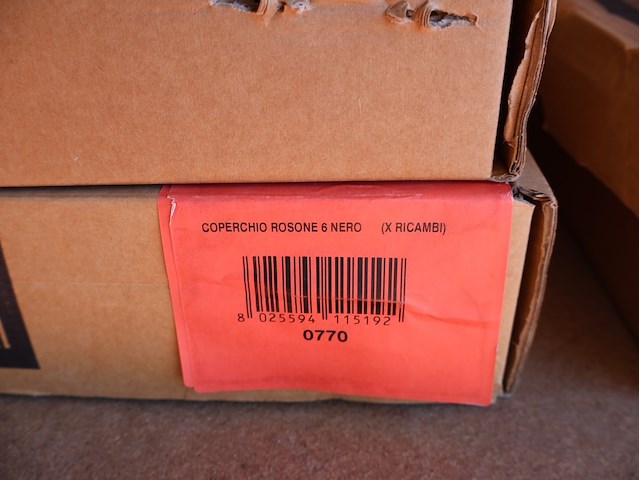 COPERCHIO ROSONE 6 NERO (X RICAMBI)
8 025594 115192
0770